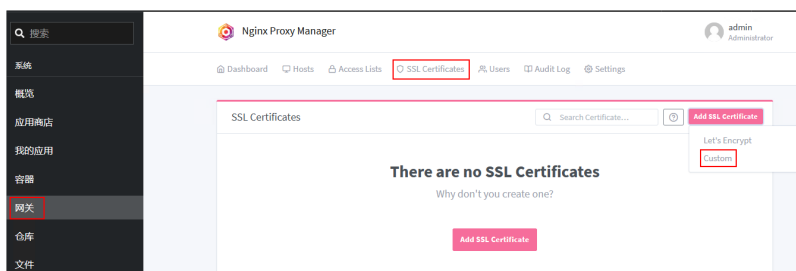 搜索
系统
概览
应用商店
我的应用
容器
网关
仓库
文件
Nginx Proxy Manager
admin
Administrator
Dashboard Hosts Access Lists SSL Certificates Users Audit Log Settings
SSL Certificates
Search Certificate...
Add SSL Certificate
Let's Encrypt
Custom
There are no SSL Certificates
Why don't you create one?
Add SSL Certificate